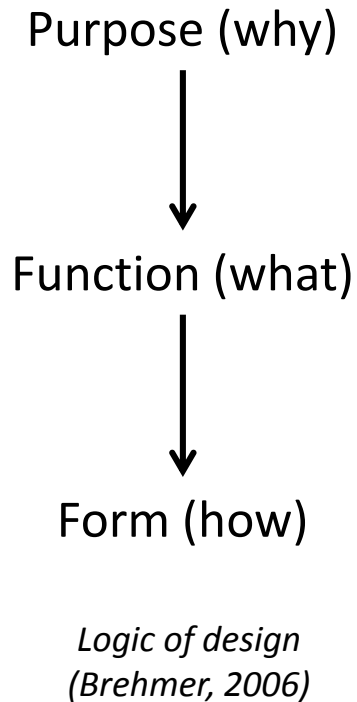 Purpose (why)
Function (what)
Form (how)
Logic of design
(Brehmer, 2006)